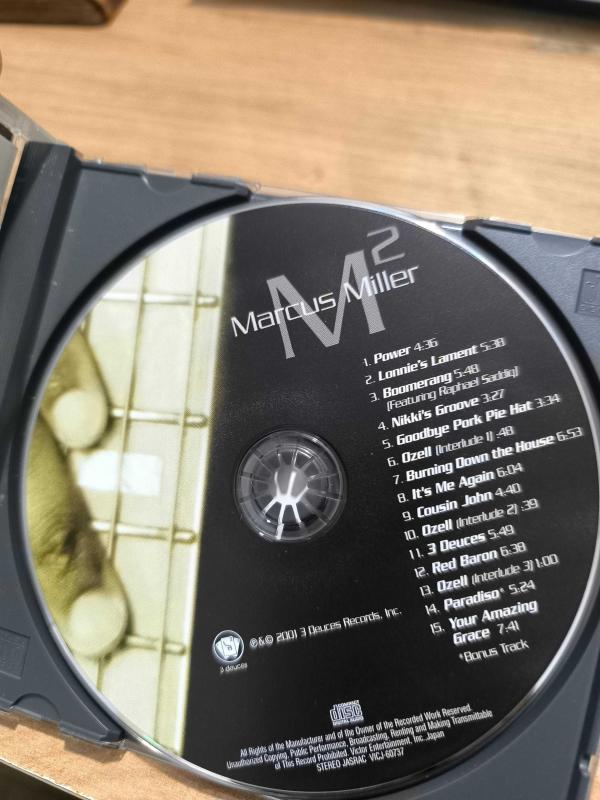 M²
Marcus Miller
1. Power 4:36
2. Lonnie's Lament 5:38
3. Boomerang 5:48
(Featuring Raphael Saddiq)
4. Nikki's Groove 3:27
5. Goodbye Pork Pie Hat 3:34
6. Ozell (Interlude 1) :48
7. Burning Down the House 6:53
8. It's Me Again 6:04
9. Cousin John 4:40
10. Ozell (Interlude 2) :39
11. 3 Deuces 5:49
12. Red Baron 6:38
13. Ozell (Interlude 3) 1:00
14. Paradiso* 5:24
15. Your Amazing
Grace 7:41
*Bonus Track
℗&© 2001 3 Deuces Records, Inc.
3 deuces
COMPACT
disc
DIGITAL AUDIO
All Rights of the Manufacturer and of the Owner of the Recorded Work Reserved.
Unauthorized Copying, Public Performance, Broadcasting, Renting and Making Transmittable
of This Record Prohibited. Victor Entertainment, Inc. Japan
STEREO JASRAC VICJ-60737